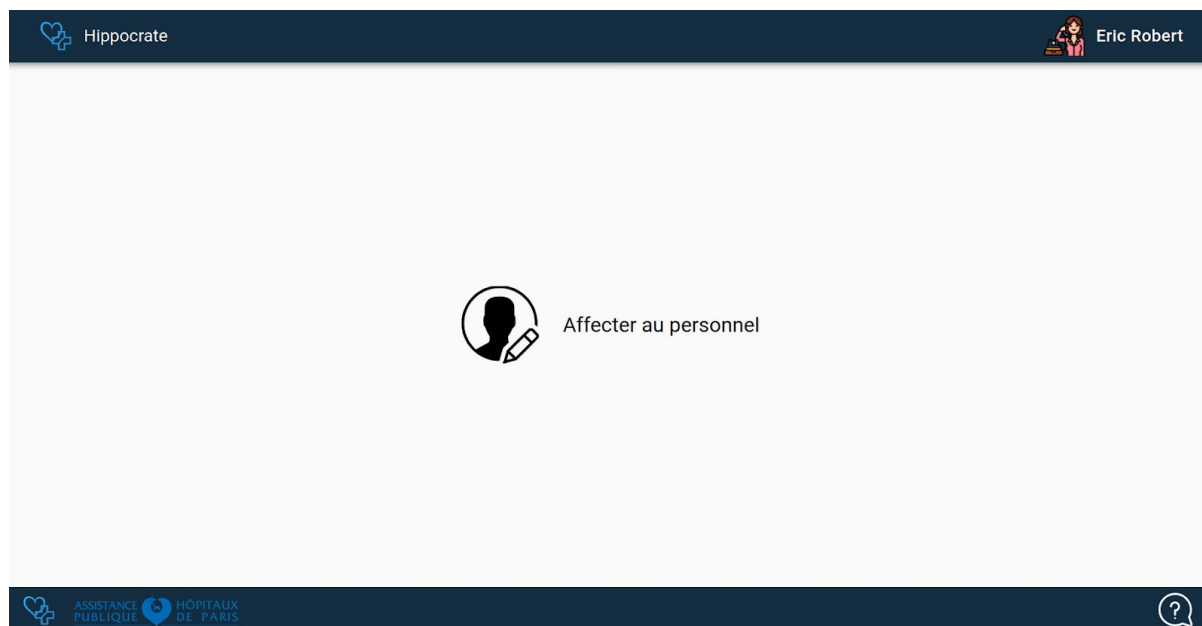 Hippocrate
Eric Robert
Affecter au personnel
ASSISTANCE HÔPITAUX
PUBLIQUE DE PARIS
?